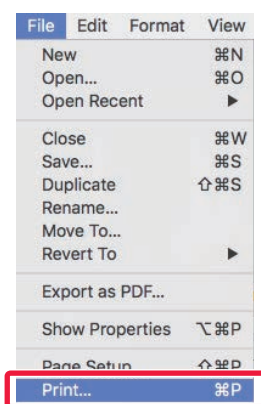 File Edit Format View
New ⌘N
Open... ⌘O
Open Recent ▶
Close ⌘W
Save... ⌘S
Duplicate ⇧⌘S
Rename...
Move To...
Revert To ▶
Export as PDF...
Show Properties ⌥⌘P
Page Setup ⇧⌘P
Print... ⌘P